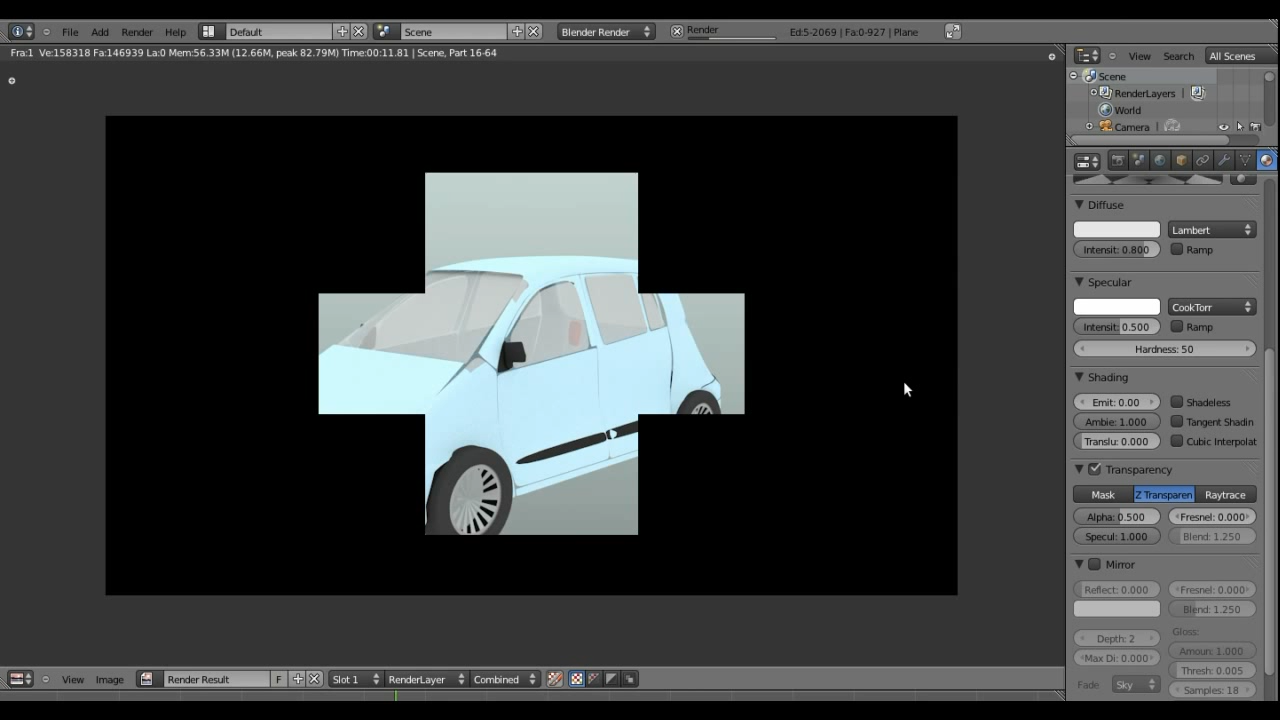 File Add Render Help Default Scene Blender Render Render Ed:5-2069 | Fa:0-927 | Plane
Fra:1 Ve:158318 Fa:146939 La:0 Mem:56.33M (12.66M, peak 82.79M) Time:00:11.81 | Scene, Part 16-64
View Search All Scenes
Scene
RenderLayers |
World
Camera |
Diffuse
Lambert
Intensit: 0.800 Ramp
Specular
CookTorr
Intensit: 0.500 Ramp
Hardness: 50
Shading
Emit: 0.00 Shadeless
Ambie: 1.000 Tangent Shadin
Translu: 0.000 Cubic Interpolat
Transparency
Mask Z Transparen Raytrace
Alpha: 0.500 Fresnel: 0.000
Specul: 1.000 Blend: 1.250
Mirror
Reflect: 0.000 Fresnel: 0.000
Blend: 1.250
Depth: 2 Gloss:
Max Di: 0.000 Amoun: 1.000
Thresh: 0.005
Fade Sky Samples: 18
View Image Render Result F Slot 1 RenderLayer Combined